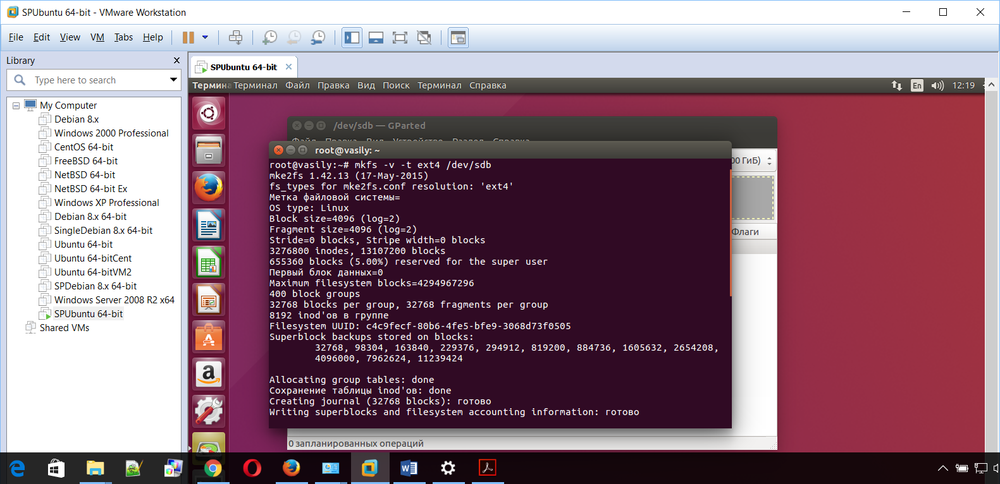 SPUbuntu 64-bit - VMware Workstation
File Edit View VM Tabs Help
Library
SPUbuntu 64-bit
Type here to search
Термина Терминал Файл Правка Вид Поиск Терминал Справка
En 12:19
My Computer
Debian 8.x
Windows 2000 Professional
CentOS 64-bit
FreeBSD 64-bit
NetBSD 64-bit
NetBSD 64-bit Ex
Windows XP Professional
Debian 8.x 64-bit
SingleDebian 8.x 64-bit
Ubuntu 64-bit
Ubuntu 64-bitCent
Ubuntu 64-bitVM2
SPDebian 8.x 64-bit
Windows Server 2008 R2 x64
SPUbuntu 64-bit
Shared VMs
/dev/sdb — GParted
Файл Правка Вид Устройство Раздел Справка
00 ГиБ)
Флаги
root@vasily: ~
root@vasily:~# mkfs -v -t ext4 /dev/sdb
mke2fs 1.42.13 (17-May-2015)
fs_types for mke2fs.conf resolution: 'ext4'
Метка файловой системы=
OS type: Linux
Block size=4096 (log=2)
Fragment size=4096 (log=2)
Stride=0 blocks, Stripe width=0 blocks
3276800 inodes, 13107200 blocks
655360 blocks (5.00%) reserved for the super user
Первый блок данных=0
Maximum filesystem blocks=4294967296
400 block groups
32768 blocks per group, 32768 fragments per group
8192 inod'ов в группе
Filesystem UUID: c4c9fecf-80b6-4fe5-bfe9-3068d73f0505
Superblock backups stored on blocks:
32768, 98304, 163840, 229376, 294912, 819200, 884736, 1605632, 2654208,
4096000, 7962624, 11239424
Allocating group tables: done
Сохранение таблицы inod'ов: done
Creating journal (32768 blocks): готово
Writing superblocks and filesystem accounting information: готово
0 запланированных операций